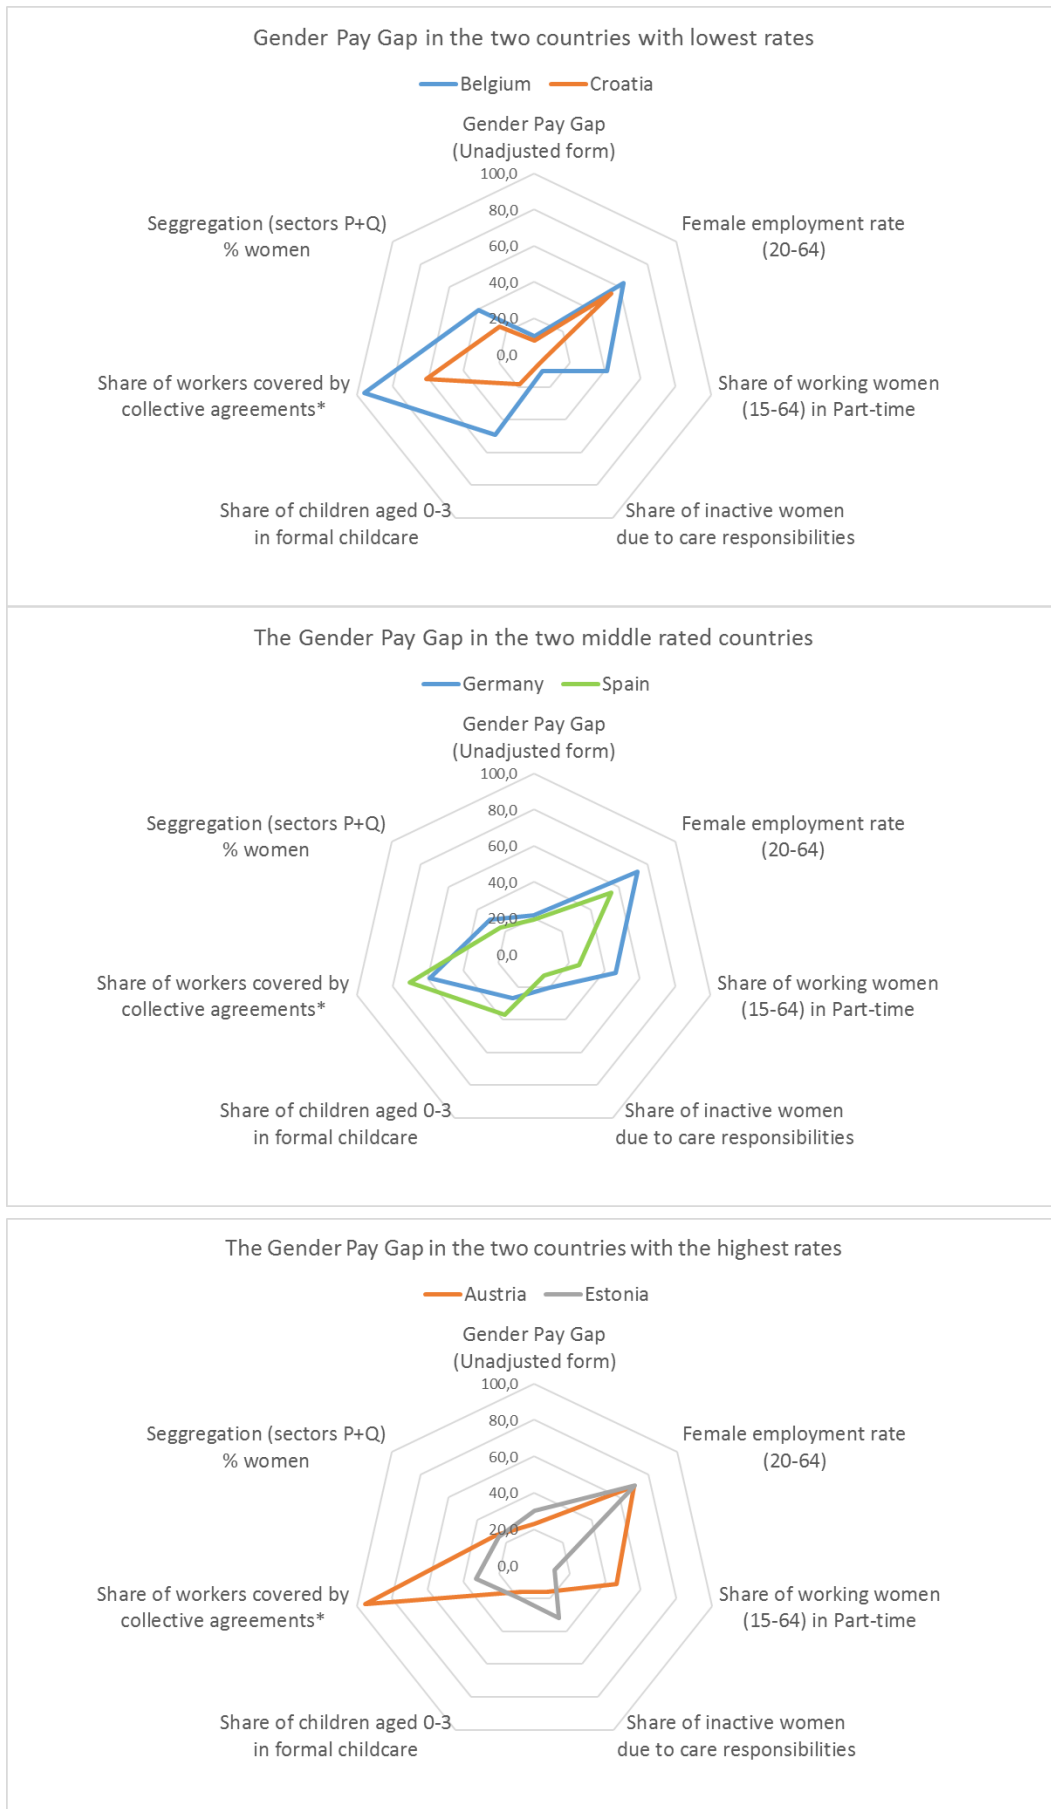 Gender Pay Gap in the two countries with lowest rates
Belgium Croatia
Gender Pay Gap
(Unadjusted form)
100,0
80,0
60,0
40,0
20,0
0,0
Female employment rate
(20-64)
Share of working women
(15-64) in Part-time
Share of inactive women
due to care responsibilities
Share of children aged 0-3
in formal childcare
Share of workers covered by
collective agreements*
Seggregation (sectors P+Q)
% women
The Gender Pay Gap in the two middle rated countries
Germany Spain
Gender Pay Gap
(Unadjusted form)
100,0
80,0
60,0
40,0
20,0
0,0
Female employment rate
(20-64)
Share of working women
(15-64) in Part-time
Share of inactive women
due to care responsibilities
Share of children aged 0-3
in formal childcare
Share of workers covered by
collective agreements*
Seggregation (sectors P+Q)
% women
The Gender Pay Gap in the two countries with the highest rates
Austria Estonia
Gender Pay Gap
(Unadjusted form)
100,0
80,0
60,0
40,0
20,0
0,0
Female employment rate
(20-64)
Share of working women
(15-64) in Part-time
Share of inactive women
due to care responsibilities
Share of children aged 0-3
in formal childcare
Share of workers covered by
collective agreements*
Seggregation (sectors P+Q)
% women